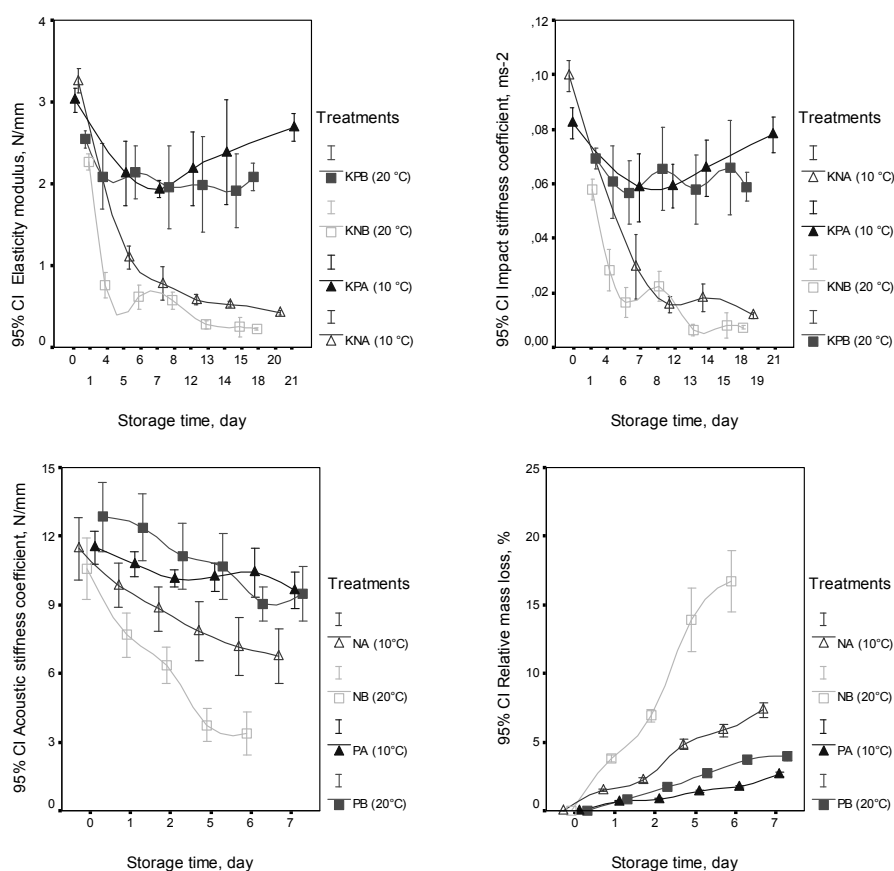 95% CI Elasticity modulus, N/mm
4
3
2
1
0
0 4 6 8 13 15 20
1 5 7 12 14 18 21
Storage time, day
Treatments
KPB (20 °C)
KNB (20 °C)
KPA (10 °C)
KNA (10 °C)
95% CI Impact stiffness coefficient, ms-2
,12
,10
,08
,06
,04
,02
0,00
0 4 7 12 14 18 21
1 6 8 13 15 19
Storage time, day
Treatments
KNA (10 °C)
KPA (10 °C)
KNB (20 °C)
KPB (20 °C)
95% CI Acoustic stiffness coefficient, N/mm
15
12
9
6
3
0
0 1 2 5 6 7
Storage time, day
Treatments
NA (10°C)
NB (20°C)
PA (10°C)
PB (20°C)
95% CI Relative mass loss, %
25
20
15
10
5
0
0 1 2 5 6 7
Storage time, day
Treatments
NA (10°C)
NB (20°C)
PA (10°C)
PB (20°C)